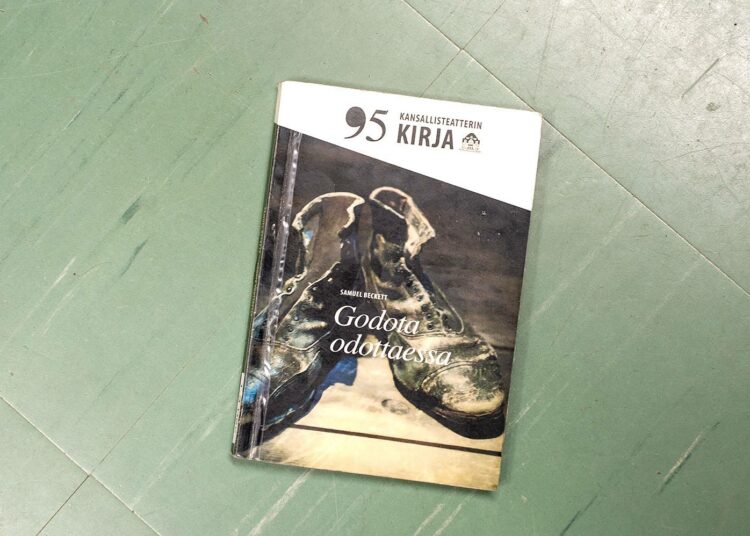 95
KANSALLISTEATTERIN
KIRJA
SAMUEL BECKETT
Godota
odottaessa